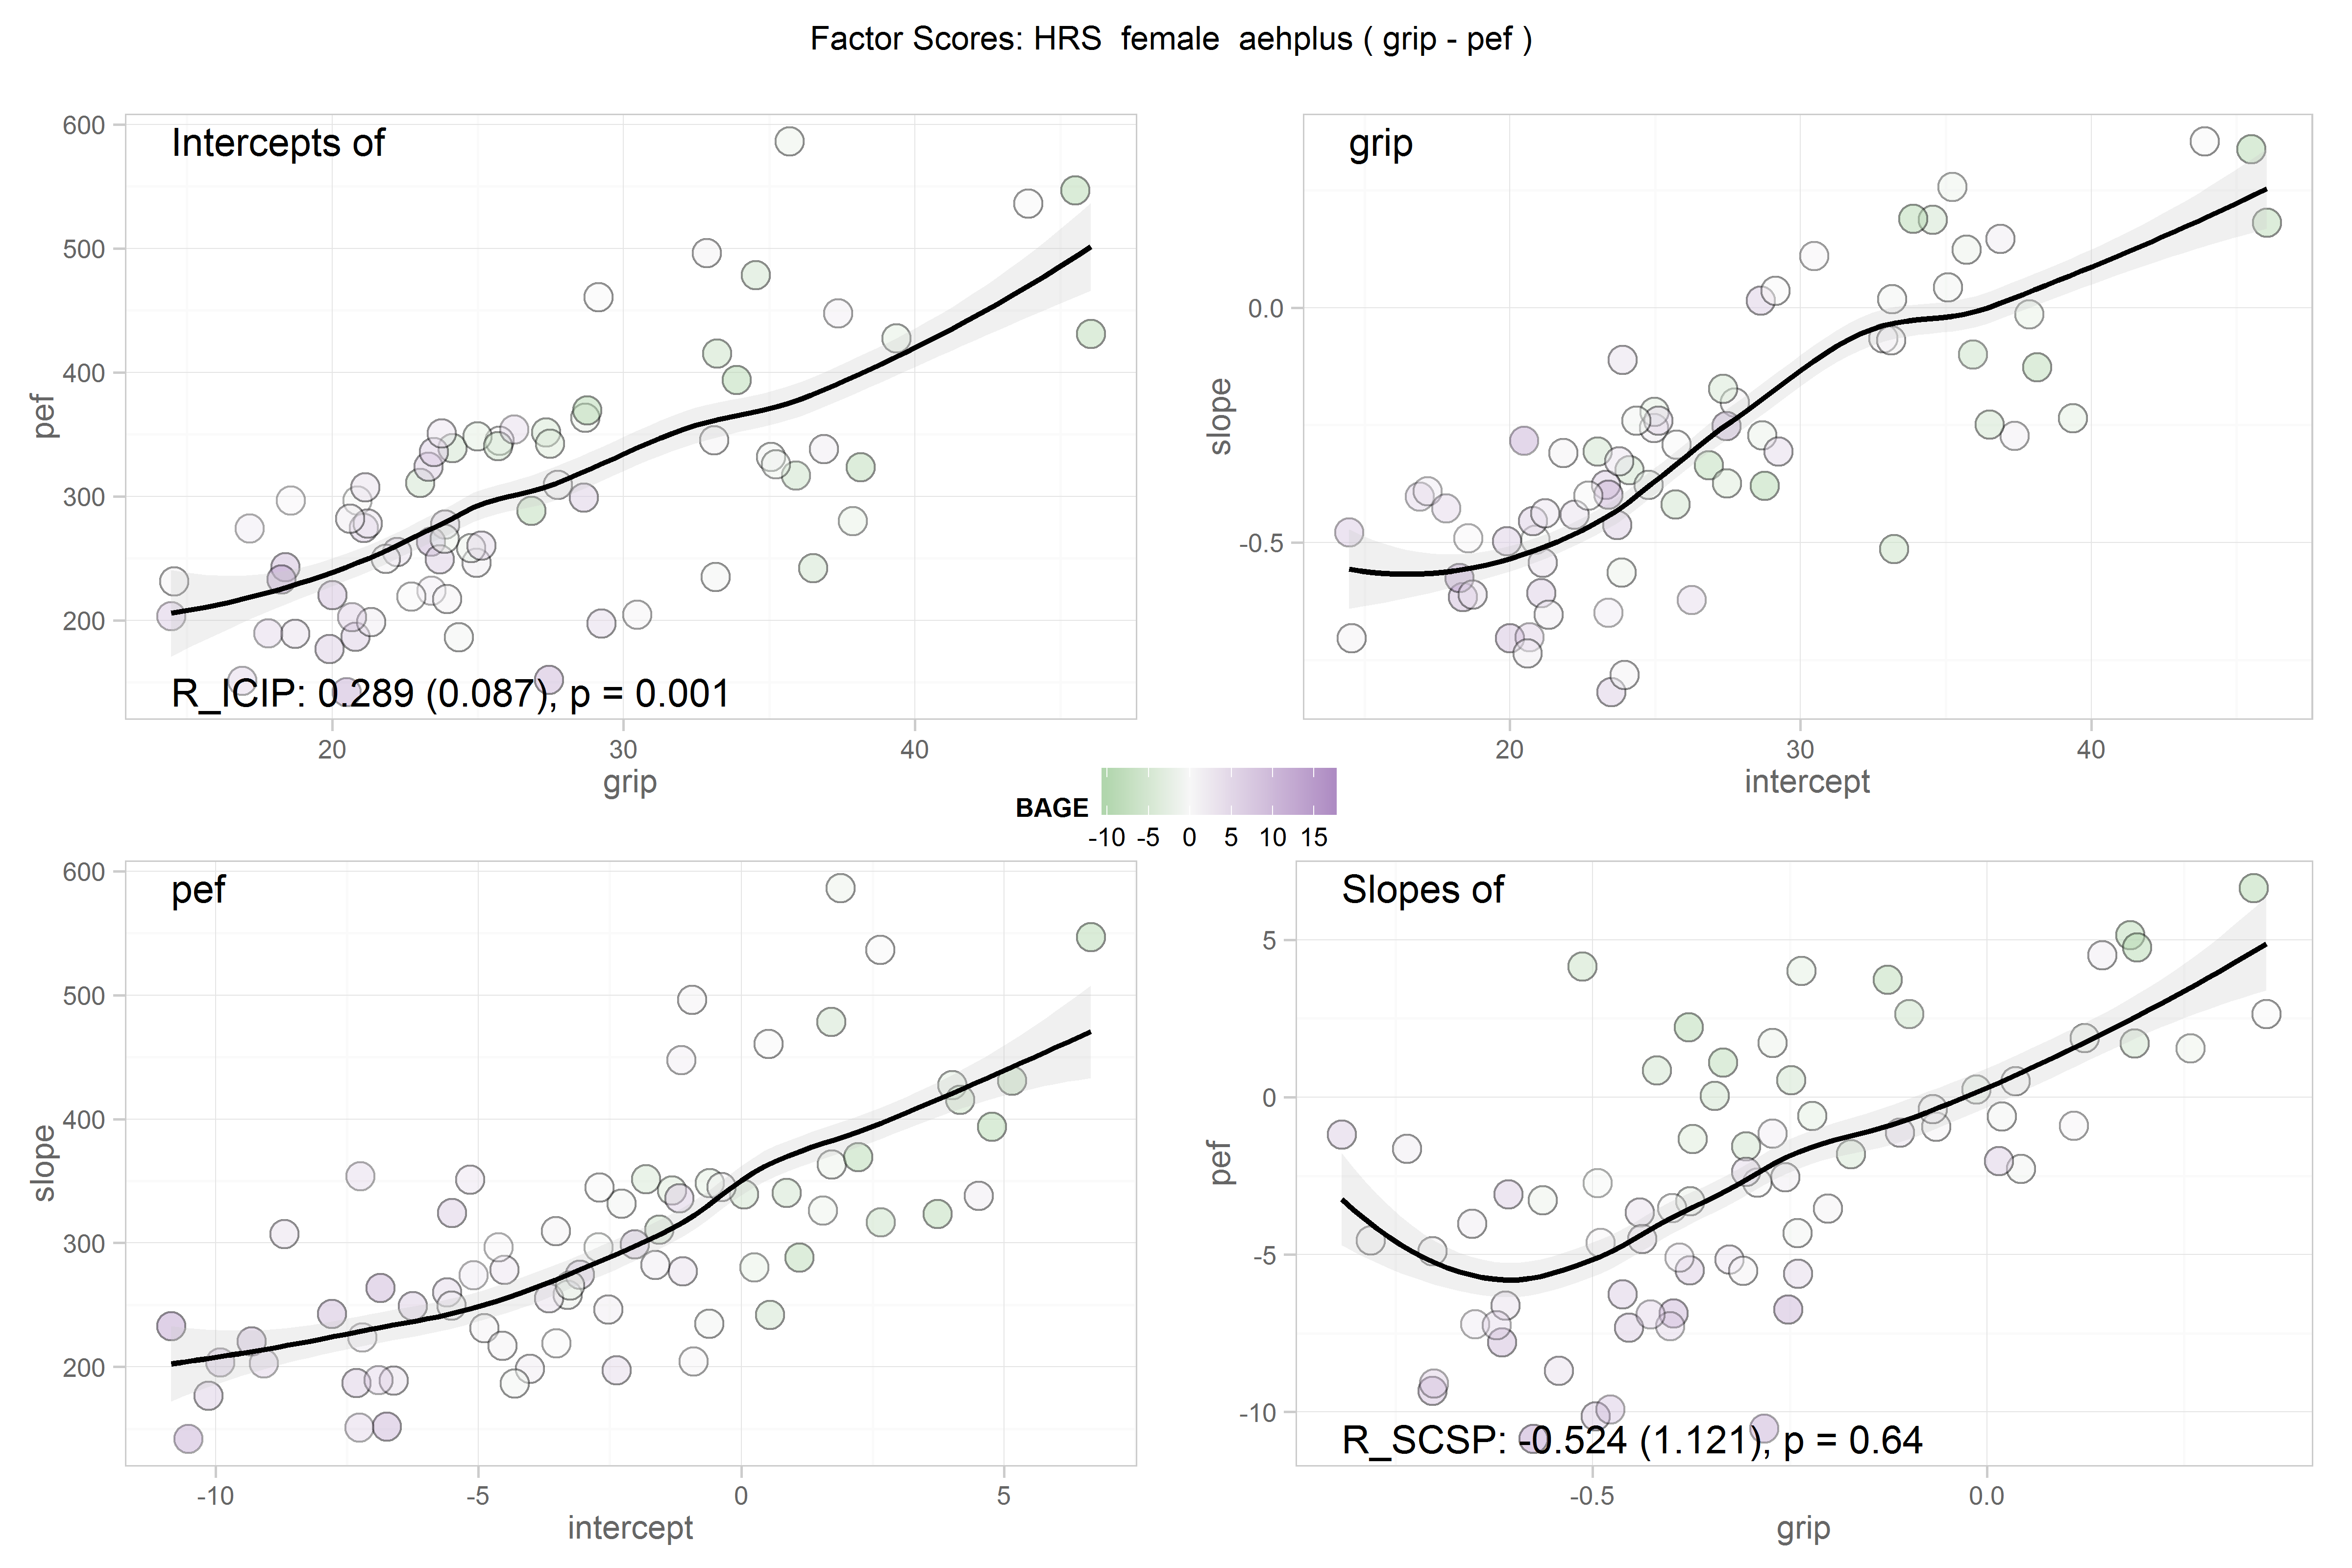 Factor Scores: HRS  female  aehplus ( grip - pef )
Intercepts of
600
500
400
300
200
pef
R_ICIP: 0.289 (0.087), p = 0.001
20 30 40
grip
grip
0.0
-0.5
slope
20 30 40
intercept
BAGE
-10 -5 0 5 10 15
pef
600
500
400
300
200
slope
-10 -5 0 5
intercept
Slopes of
5
0
-5
-10
pef
R_SCSP: -0.524 (1.121), p = 0.64
-0.5 0.0
grip